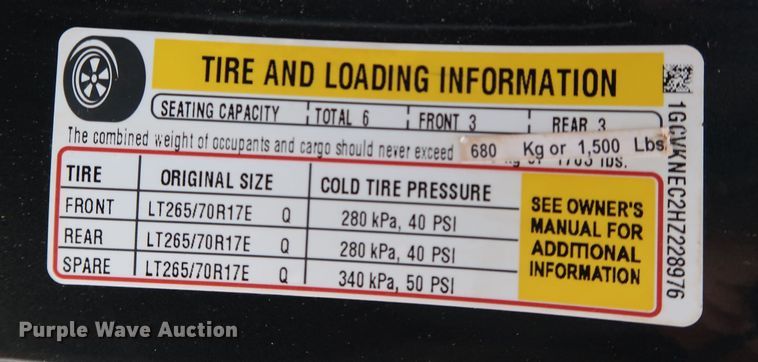 TIRE AND LOADING INFORMATION
SEATING CAPACITY TOTAL 6 FRONT 3 REAR 3
The combined weight of occupants and cargo should never exceed 680 Kg or 1,500 Lbs
TIRE ORIGINAL SIZE COLD TIRE PRESSURE
FRONT LT265/70R17E Q 280 kPa, 40 PSI
REAR LT265/70R17E Q 280 kPa, 40 PSI
SPARE LT265/70R17E Q 340 kPa, 50 PSI
SEE OWNER'S
MANUAL FOR
ADDITIONAL
INFORMATION
1GCVKNEC2HZ228976
Purple Wave Auction